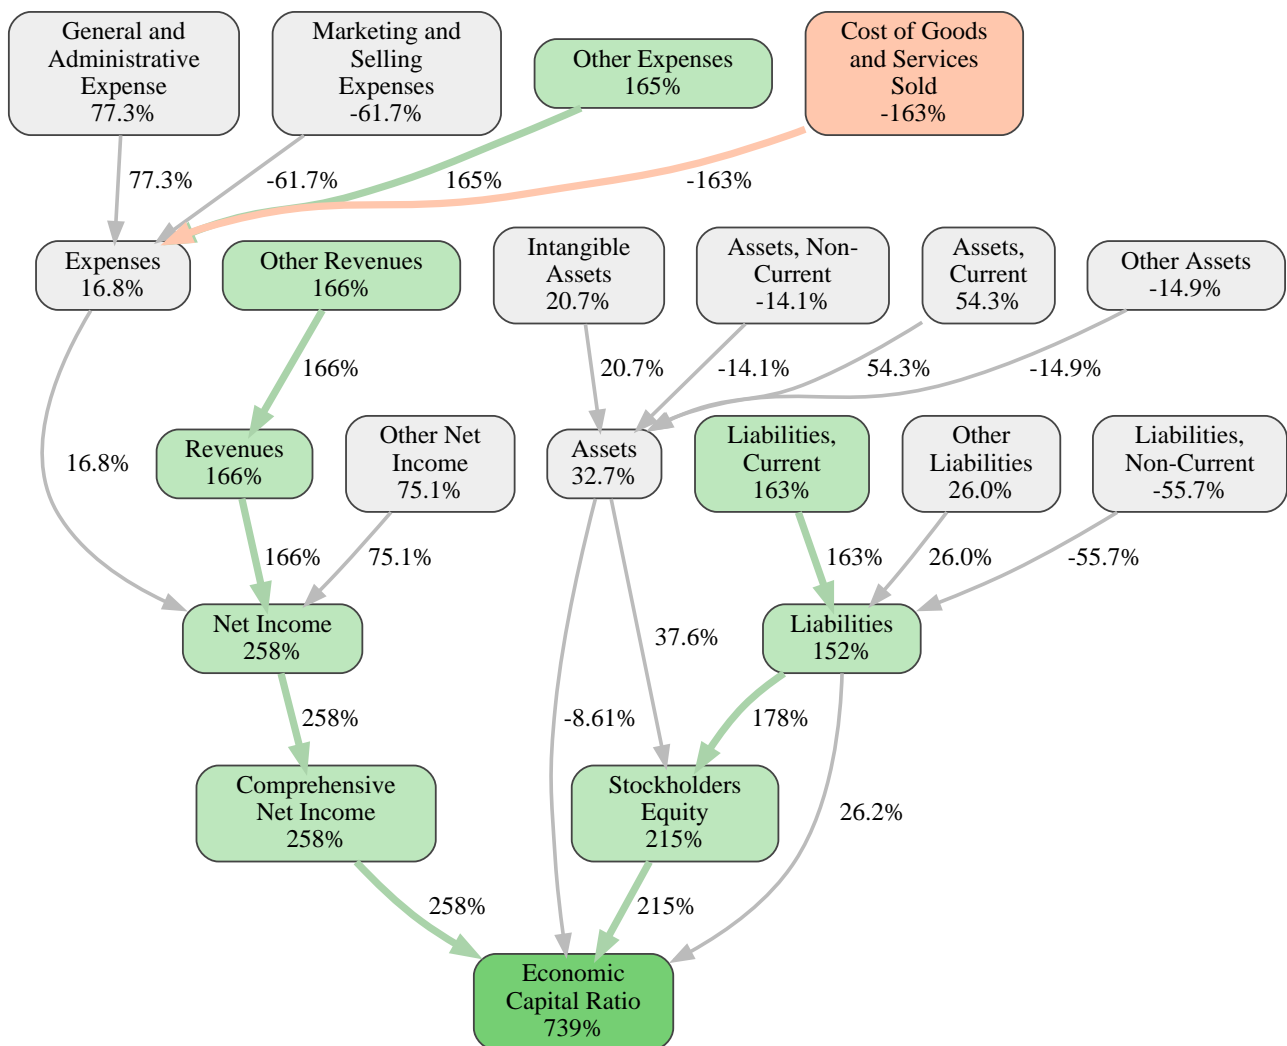 General and
Administrative
Expense
77.3%
Marketing and
Selling
Expenses
-61.7%
Other Expenses
165%
Cost of Goods
and Services
Sold
-163%
77.3%
-61.7%
165%
-163%
Expenses
16.8%
Other Revenues
166%
Intangible
Assets
20.7%
Assets, Non-
Current
-14.1%
Assets,
Current
54.3%
Other Assets
-14.9%
166%
20.7%
-14.1%
54.3%
-14.9%
16.8%
Revenues
166%
Other Net
Income
75.1%
Assets
32.7%
Liabilities,
Current
163%
Other
Liabilities
26.0%
Liabilities,
Non-Current
-55.7%
166%
75.1%
163%
26.0%
-55.7%
Net Income
258%
37.6%
Liabilities
152%
258%
-8.61%
178%
Comprehensive
Net Income
258%
Stockholders
Equity
215%
26.2%
258%
215%
Economic
Capital Ratio
739%